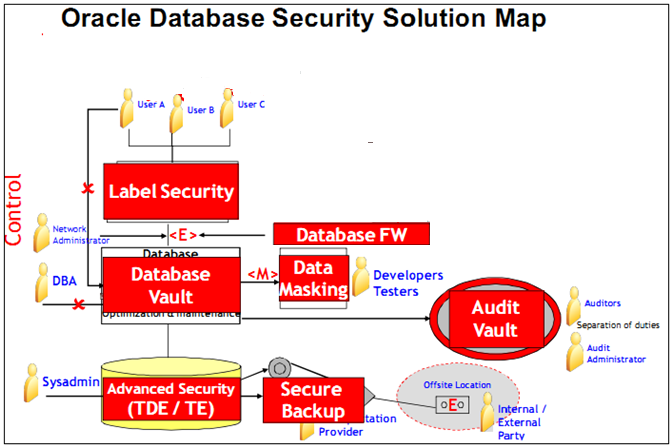 Oracle Database Security Solution Map
User A
User B
User C
Control
Label Security
Network
Administrator
<E>
Database FW
Database
DBA
Database
Vault
<M>
Data
Masking
Developers
Testers
Optimization & maintenance
Audit
Vault
Auditors
Separation of duties
Audit
Administrator
Sysadmin
Advanced Security
(TDE / TE)
Secure
Backup
Offsite Location
E
Internal /
External
Party
Provider